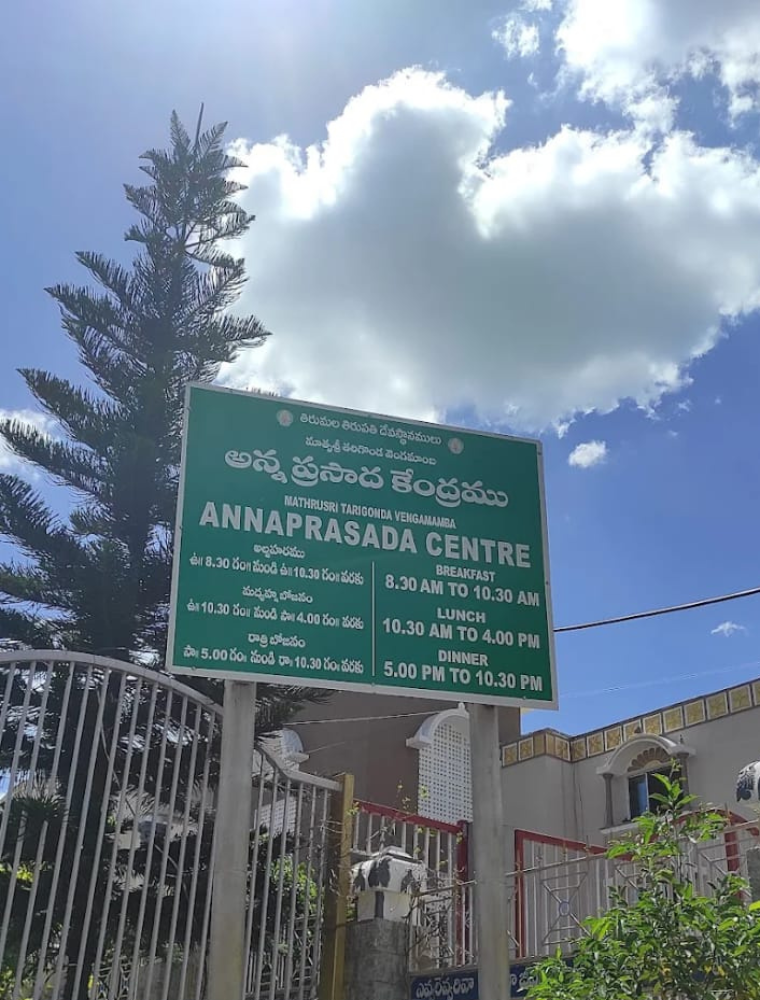 తిరుమల తిరుపతి దేవస్థానములు
మాతృశ్రీ తరిగొండ వెంగమాంబ
అన్న ప్రసాద కేంద్రము
MATHRUSRI TARIGONDA VENGAMAMBA
ANNAPRASADA CENTRE
అల్పహారము
ఉ॥ 8.30 గం॥ నుండి ఉ॥ 10.30 గం॥ వరకు
మధ్యహ్న భోజనం
ఉ॥ 10.30 గం॥ నుండి సా॥ 4.00 గం॥ వరకు
రాత్రి భోజనం
సా॥ 5.00 గం॥ నుండి రా॥ 10.30 గం॥ వరకు
BREAKFAST
8.30 AM TO 10.30 AM
LUNCH
10.30 AM TO 4.00 PM
DINNER
5.00 PM TO 10.30 PM